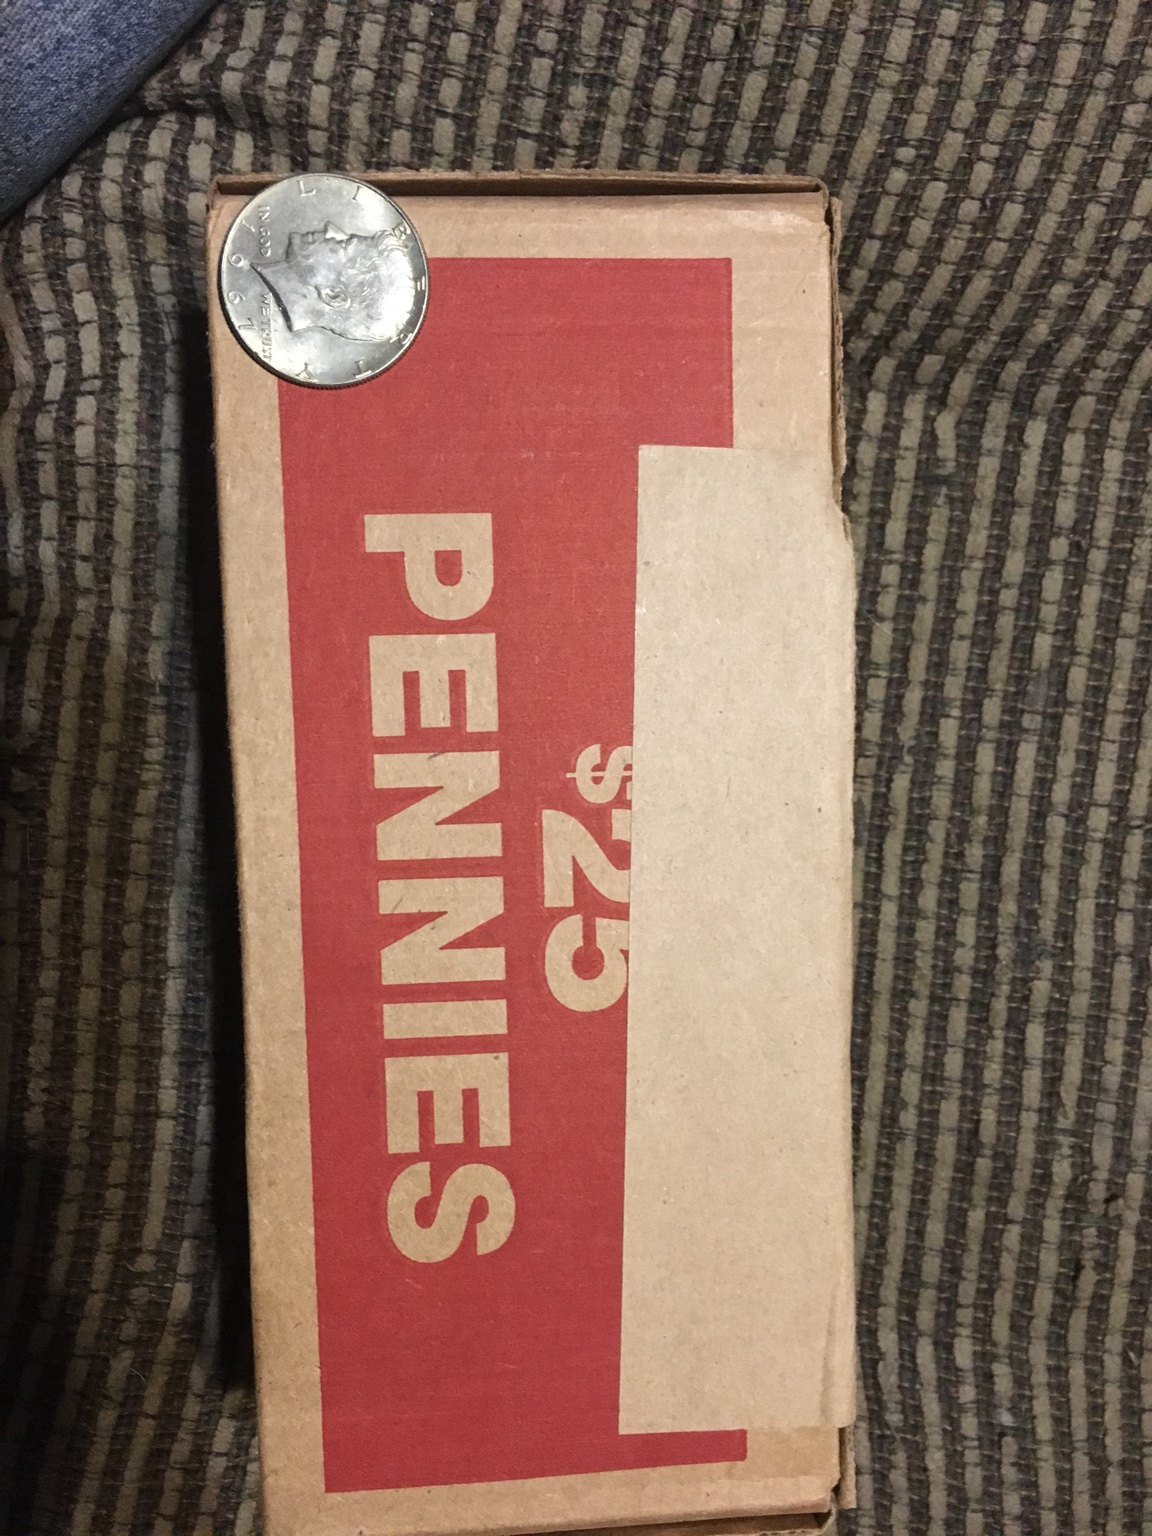 $25
PENNIES
LIBERTY
IN GOD
WE TRUST
1967